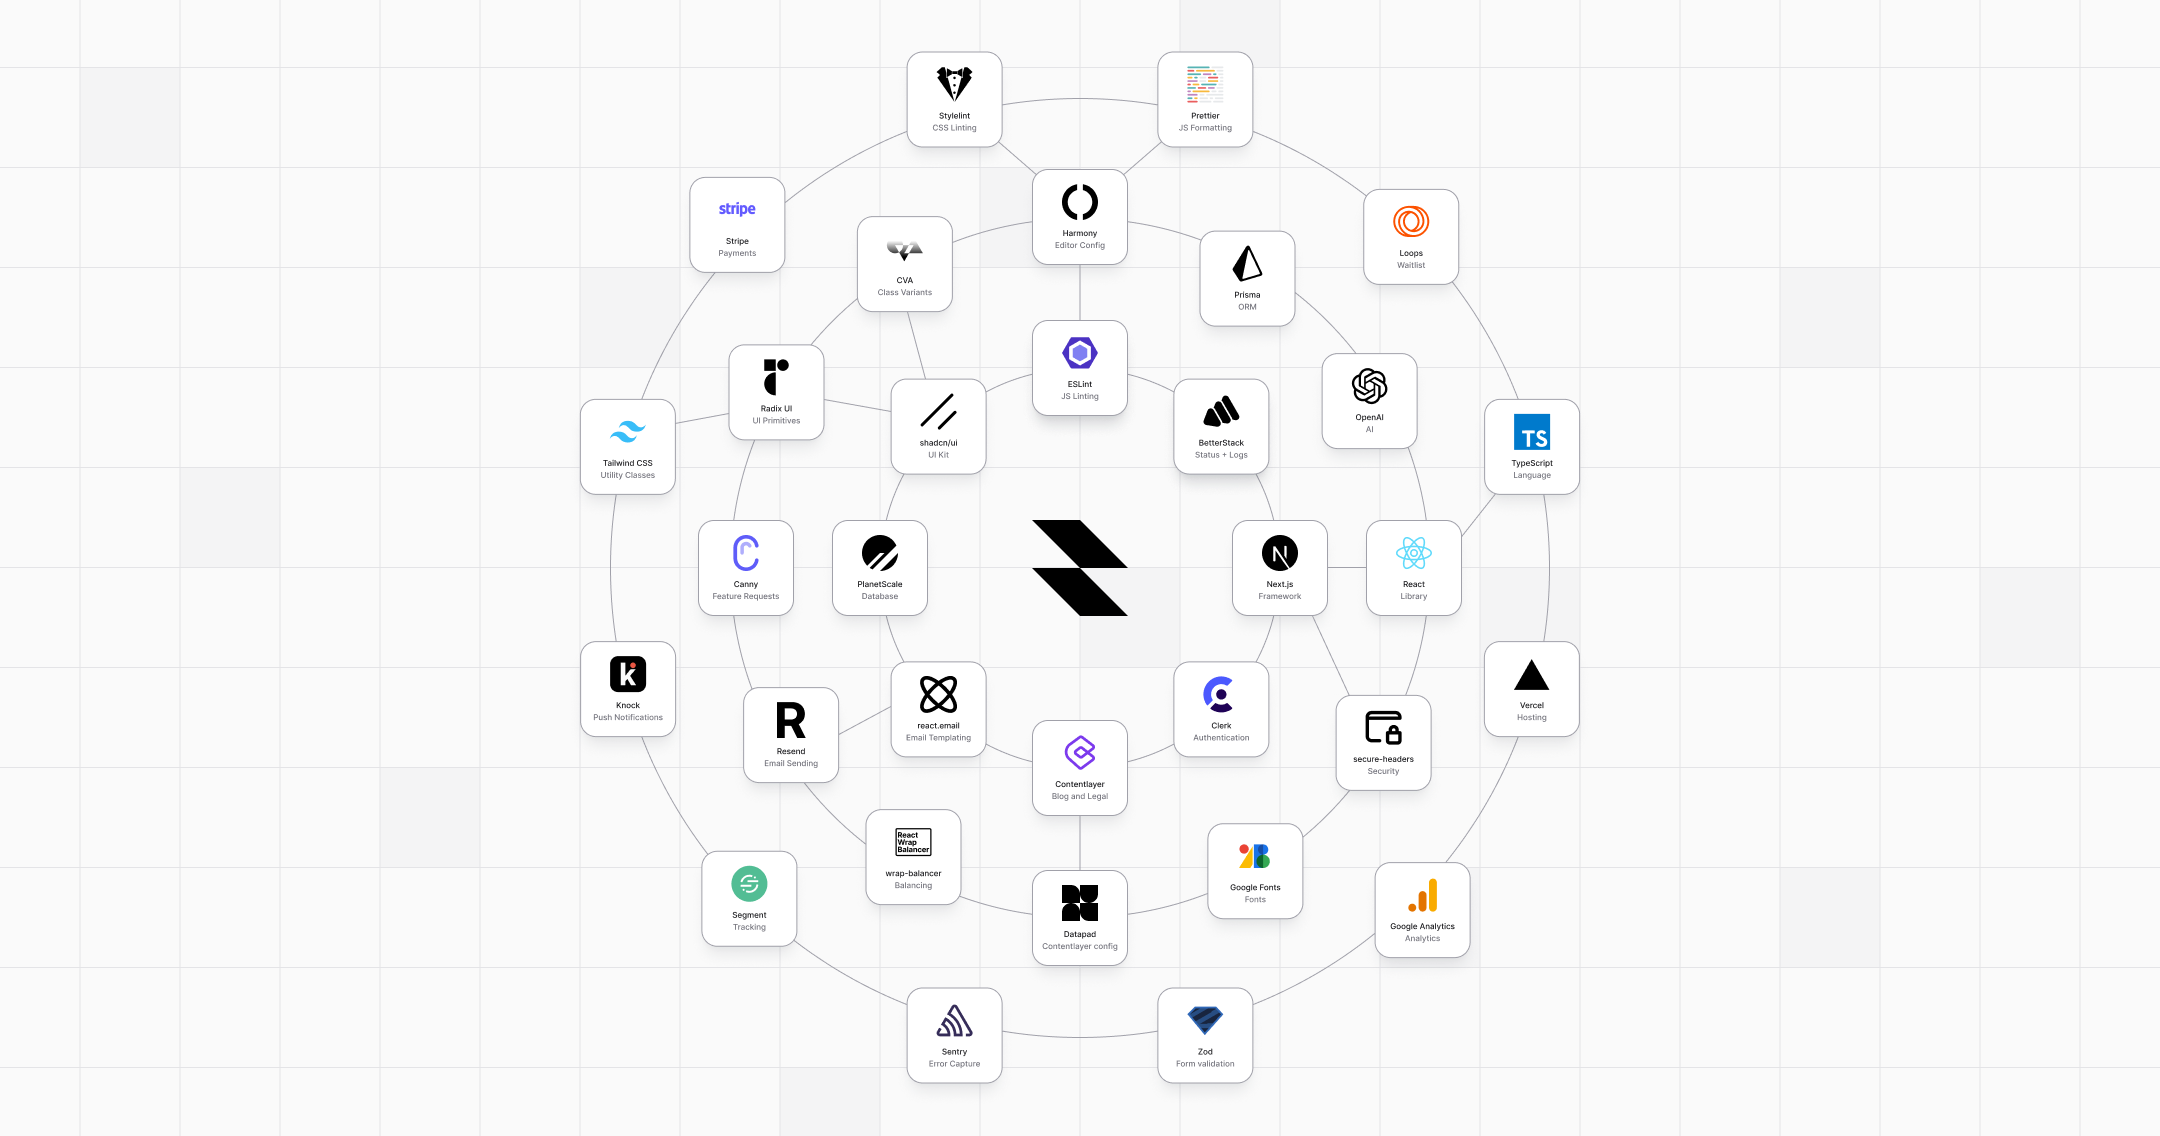 Stylelint
CSS Linting
Prettier
JS Formatting
stripe
Stripe
Payments
Harmony
Editor Config
Loops
Waitlist
CVA
Class Variants
Prisma
ORM
ESLint
JS Linting
Radix UI
UI Primitives
OpenAI
AI
shadcn/ui
UI Kit
BetterStack
Status + Logs
Tailwind CSS
Utility Classes
TS
TypeScript
Language
Canny
Feature Requests
PlanetScale
Database
N
Next.js
Framework
React
Library
k
Knock
Push Notifications
react.email
Email Templating
Clerk
Authentication
Vercel
Hosting
R
Resend
Email Sending
secure-headers
Security
Contentlayer
Blog and Legal
React
Wrap
Balancer
wrap-balancer
Balancing
Google Fonts
Fonts
Segment
Tracking
Datapad
Contentlayer config
Google Analytics
Analytics
Sentry
Error Capture
Zod
Form validation